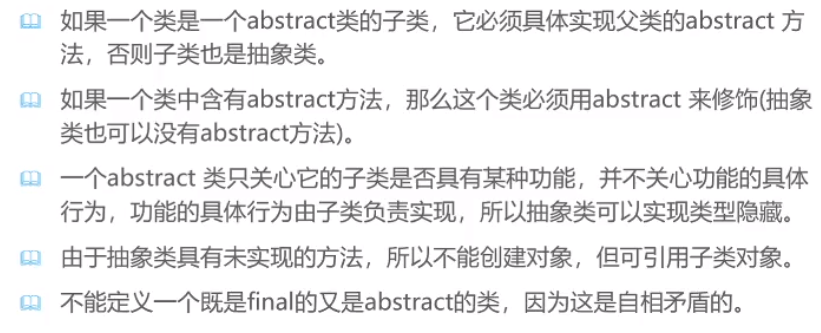 如果一个类是一个abstract类的子类，它必须具体实现父类的abstract 方
法，否则子类也是抽象类。
如果一个类中含有abstract方法，那么这个类必须用abstract 来修饰(抽象
类也可以没有abstract方法)。
一个abstract 类只关心它的子类是否具有某种功能，并不关心功能的具体
行为，功能的具体行为由子类负责实现，所以抽象类可以实现类型隐藏。
由于抽象类具有未实现的方法，所以不能创建对象，但可引用子类对象。
不能定义一个既是final的又是abstract的类，因为这是自相矛盾的。